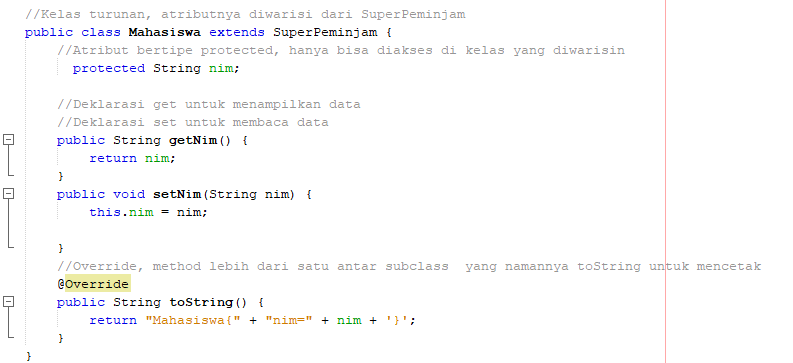 //Kelas turunan, atributnya diwarisi dari SuperPeminjam
public class Mahasiswa extends SuperPeminjam {
//Atribut bertipe protected, hanya bisa diakses di kelas yang diwarisin
protected String nim;
//Deklarasi get untuk menampilkan data
//Deklarasi set untuk membaca data
public String getNim() {
return nim;
}
public void setNim(String nim) {
this.nim = nim;
}
//Override, method lebih dari satu antar subclass  yang namannya toString untuk mencetak
@Override
public String toString() {
return "Mahasiswa{" + "nim=" + nim + '}';
}
}